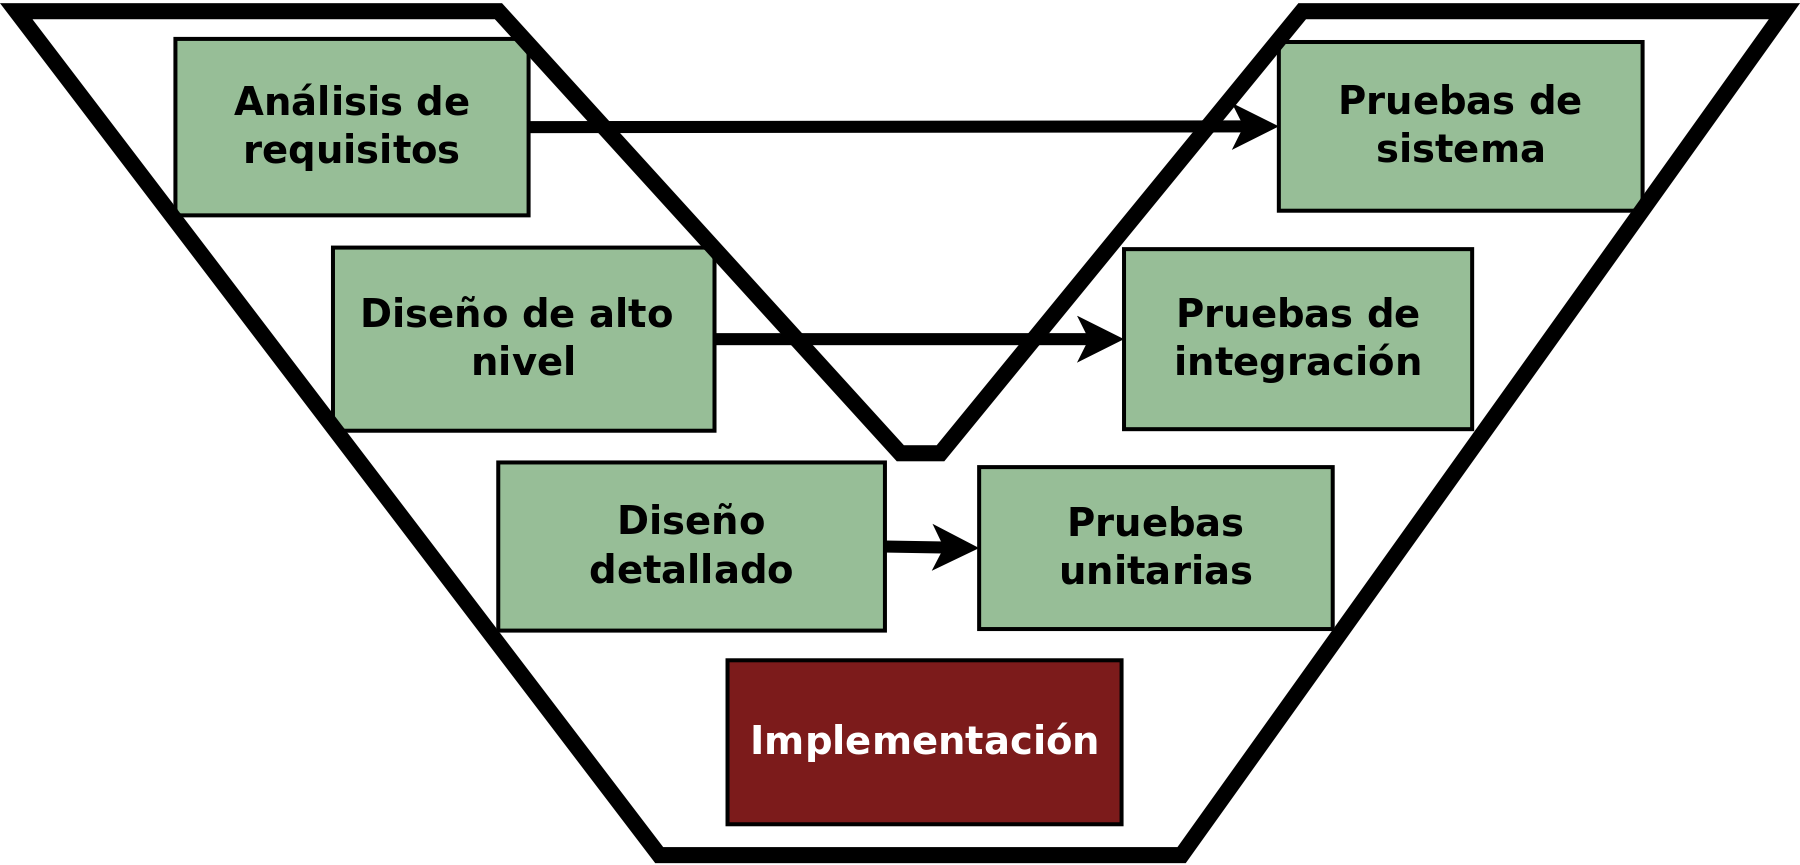 Análisis de
requisitos
Pruebas de
sistema
Diseño de alto
nivel
Pruebas de
integración
Diseño
detallado
Pruebas
unitarias
Implementación